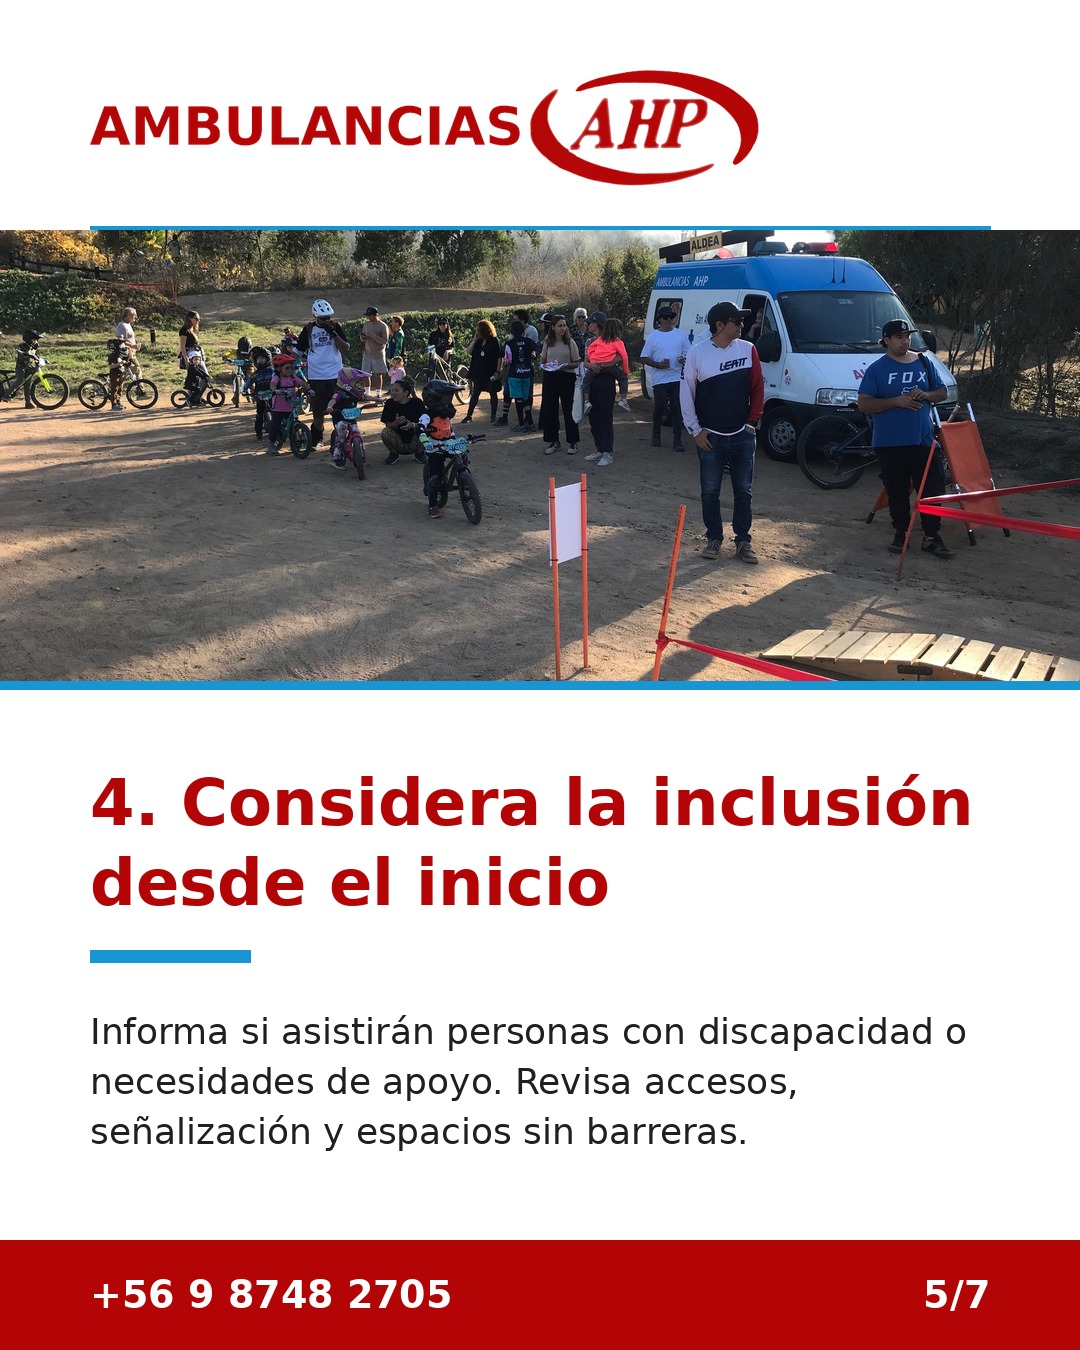 AMBULANCIAS AHP
ALDEA
AMBULANCIAS AHP
LEATT
FOX
4. Considera la inclusión
desde el inicio
Informa si asistirán personas con discapacidad o
necesidades de apoyo. Revisa accesos,
señalización y espacios sin barreras.
+56 9 8748 2705
5/7